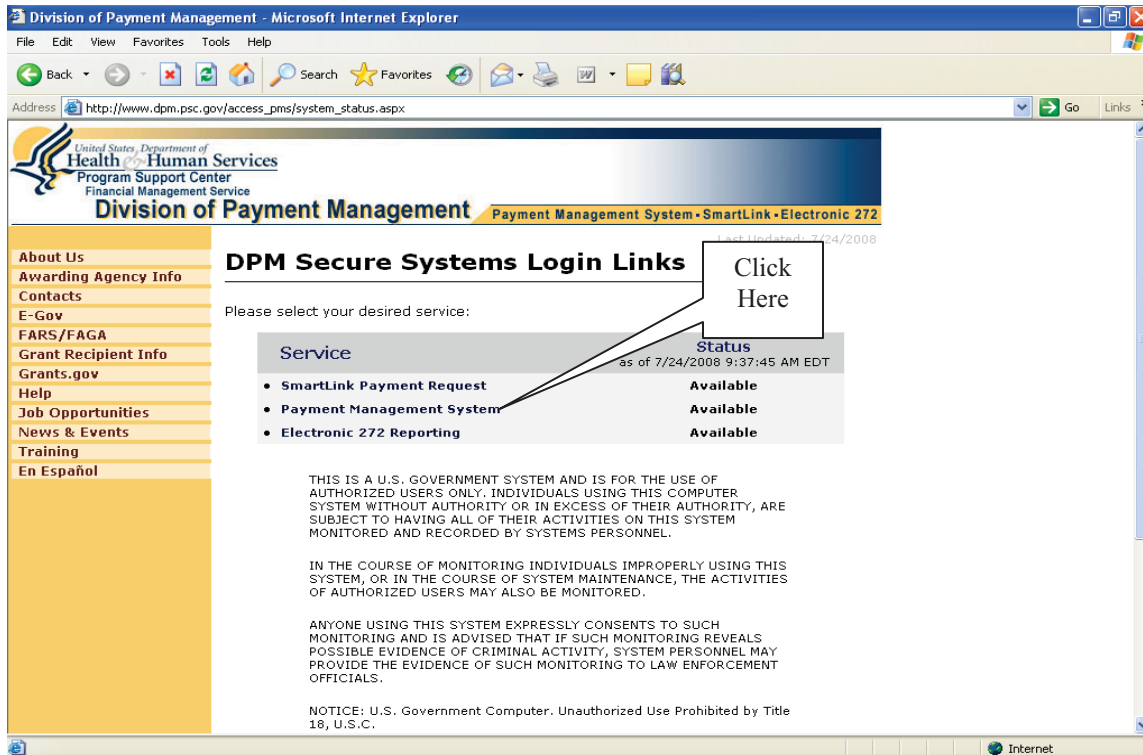 Division of Payment Management - Microsoft Internet Explorer
File Edit View Favorites Tools Help
Back Search Favorites
Address http://www.dpm.psc.gov/access_pms/system_status.aspx Go Links
United States Department of
Health & Human Services
Program Support Center
Financial Management Service
Division of Payment Management
Payment Management System - SmartLink - Electronic 272
Last Updated: 7/24/2008
About Us
Awarding Agency Info
Contacts
E-Gov
FARS/FAGA
Grant Recipient Info
Grants.gov
Help
Job Opportunities
News & Events
Training
En Español
DPM Secure Systems Login Links
Click
Here
Please select your desired service:
Service Status
as of 7/24/2008 9:37:45 AM EDT
• SmartLink Payment Request Available
• Payment Management System Available
• Electronic 272 Reporting Available
THIS IS A U.S. GOVERNMENT SYSTEM AND IS FOR THE USE OF
AUTHORIZED USERS ONLY. INDIVIDUALS USING THIS COMPUTER
SYSTEM WITHOUT AUTHORITY OR IN EXCESS OF THEIR AUTHORITY, ARE
SUBJECT TO HAVING ALL OF THEIR ACTIVITIES ON THIS SYSTEM
MONITORED AND RECORDED BY SYSTEMS PERSONNEL.
IN THE COURSE OF MONITORING INDIVIDUALS IMPROPERLY USING THIS
SYSTEM, OR IN THE COURSE OF SYSTEM MAINTENANCE, THE ACTIVITIES
OF AUTHORIZED USERS MAY ALSO BE MONITORED.
ANYONE USING THIS SYSTEM EXPRESSLY CONSENTS TO SUCH
MONITORING AND IS ADVISED THAT IF SUCH MONITORING REVEALS
POSSIBLE EVIDENCE OF CRIMINAL ACTIVITY, SYSTEM PERSONNEL MAY
PROVIDE THE EVIDENCE OF SUCH MONITORING TO LAW ENFORCEMENT
OFFICIALS.
NOTICE: U.S. Government Computer. Unauthorized Use Prohibited by Title
18, U.S.C.
Internet